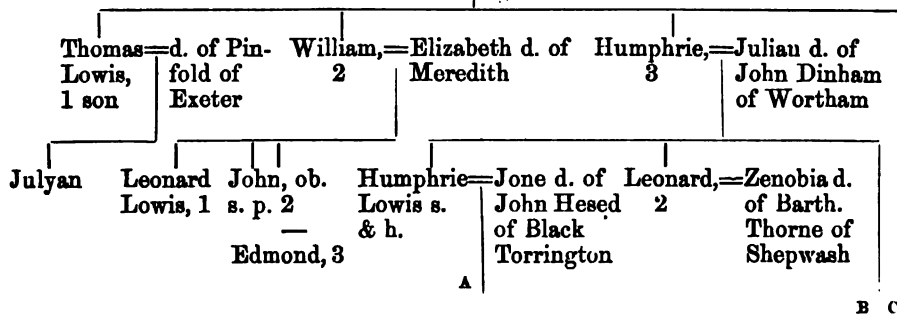 Thomas=d. of Pin- William,=Elizabeth d. of Humphrie,=Julian d. of
Lowis, fold of 2 Meredith 3 John Dinham
1 son Exeter of Wortham
Julyan Leonard John, ob. Humphrie=Jone d. of Leonard,=Zenobia d.
Lowis, 1 s. p. 2 Lowis s. John Hesed 2 of Barth.
— & h. of Black Thorne of
Edmond, 3 Torrington Shepwash
A
B C